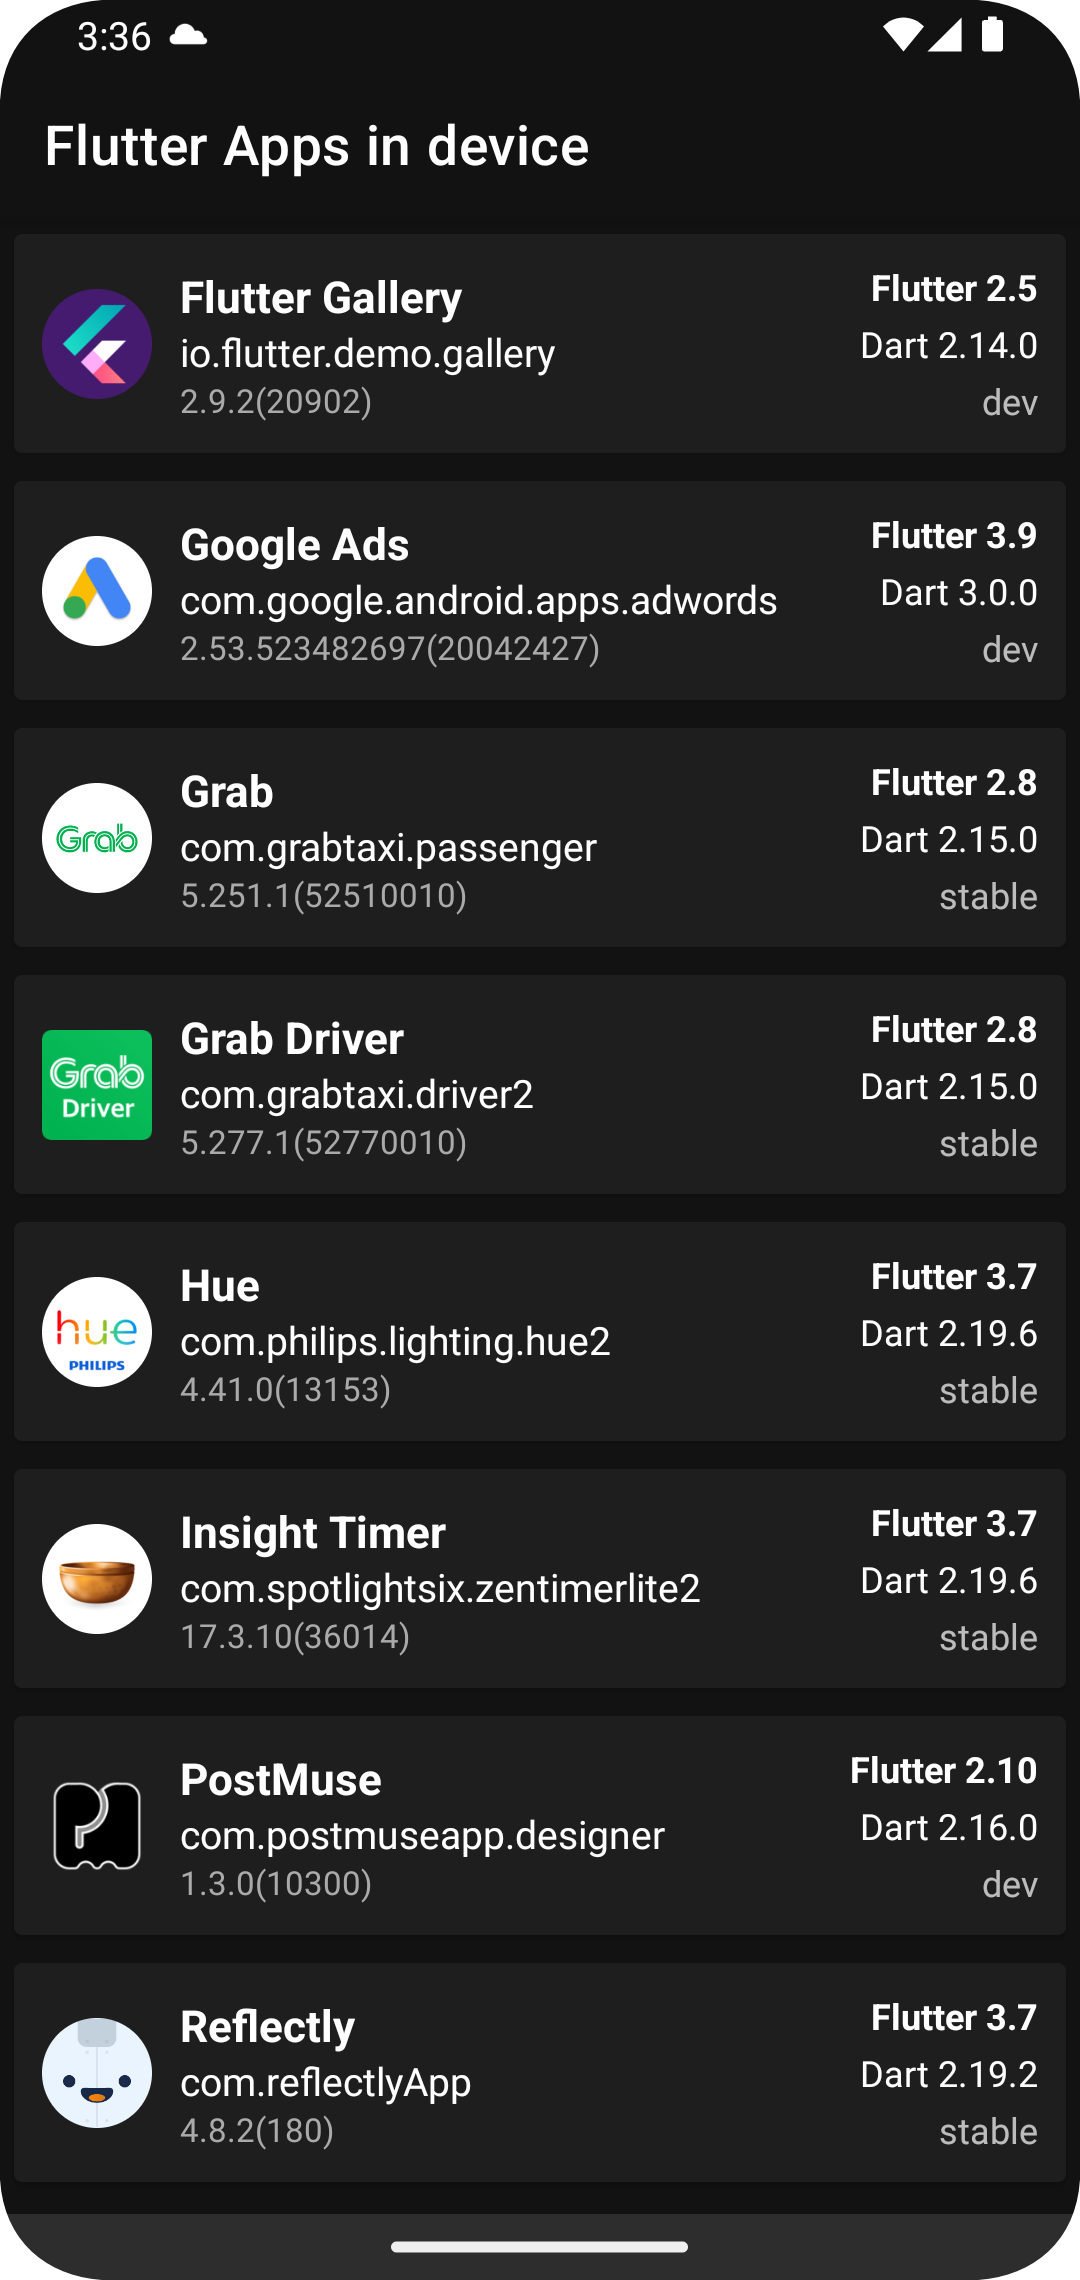 3:36
Flutter Apps in device
Flutter Gallery
io.flutter.demo.gallery
2.9.2(20902)
Flutter 2.5
Dart 2.14.0
dev
Google Ads
com.google.android.apps.adwords
2.53.523482697(20042427)
Flutter 3.9
Dart 3.0.0
dev
Grab
Grab
com.grabtaxi.passenger
5.251.1(52510010)
Flutter 2.8
Dart 2.15.0
stable
Grab
Driver
Grab Driver
com.grabtaxi.driver2
5.277.1(52770010)
Flutter 2.8
Dart 2.15.0
stable
hue
PHILIPS
Hue
com.philips.lighting.hue2
4.41.0(13153)
Flutter 3.7
Dart 2.19.6
stable
Insight Timer
com.spotlightsix.zentimerlite2
17.3.10(36014)
Flutter 3.7
Dart 2.19.6
stable
PostMuse
com.postmuseapp.designer
1.3.0(10300)
Flutter 2.10
Dart 2.16.0
dev
Reflectly
com.reflectlyApp
4.8.2(180)
Flutter 3.7
Dart 2.19.2
stable